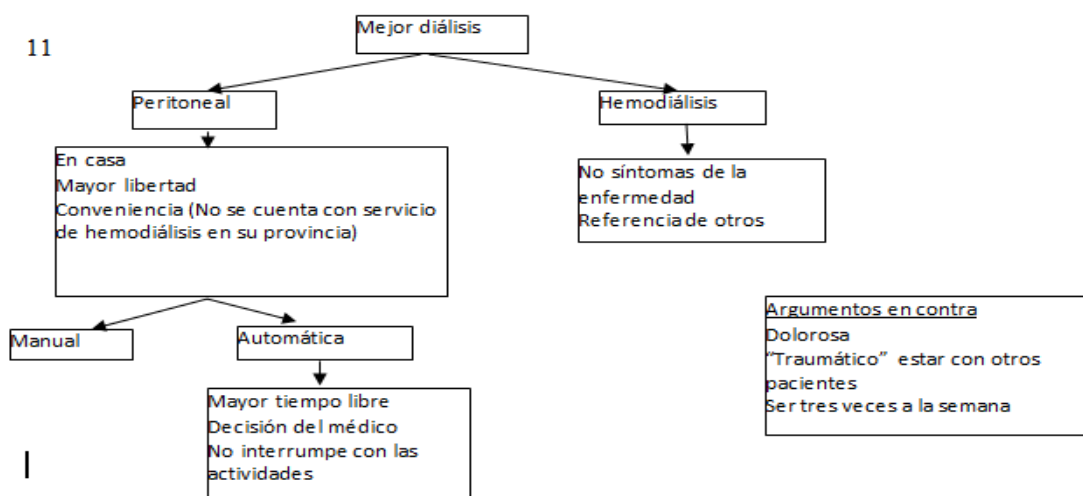 11
Mejor diálisis
Peritoneal
Hemodiálisis
En casa
Mayor libertad
Conveniencia (No se cuenta con servicio
de hemodiálisis en su provincia)
No síntomas de la
enfermedad
Referencia de otros
Manual
Automática
Mayor tiempo libre
Decisión del médico
No interrumpe con las
actividades
Argumentos en contra
Dolorosa
“Traumático” estar con otros
pacientes
Ser tres veces a la semana